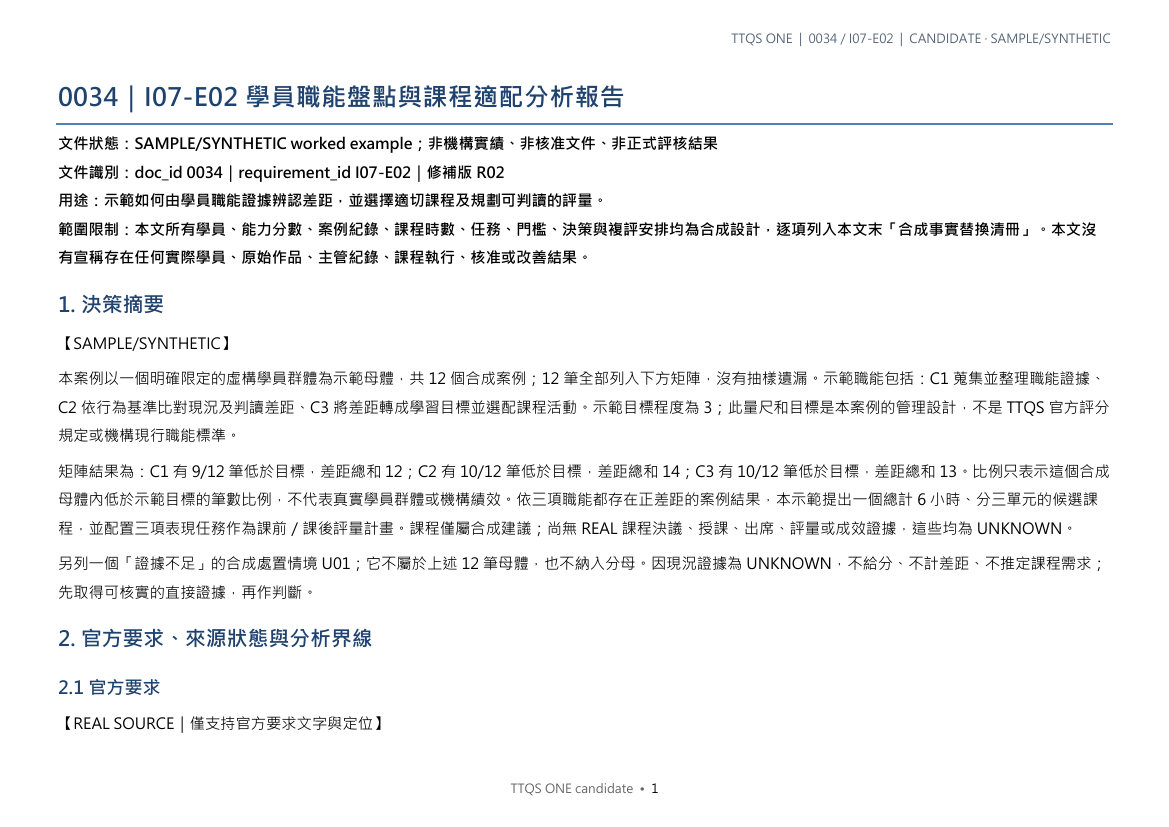 TTQS ONE | 0034 / I07-E02 | CANDIDATE · SAMPLE/SYNTHETIC
0034 | I07-E02 學員職能盤點與課程適配分析報告
文件狀態：SAMPLE/SYNTHETIC worked example；非機構實績、非核准文件、非正式評核結果
文件識別：doc_id 0034 | requirement_id I07-E02 | 修補版 R02
用途：示範如何由學員職能證據辨認差距，並選擇適切課程及規劃可判讀的評量。
範圍限制：本文所有學員、能力分數、案例紀錄、課程時數、任務、門檻、決策與複評安排均為合成設計，逐項列入本文末「合成事實替換清冊」。本文沒
有宣稱存在任何實際學員、原始作品、主管紀錄、課程執行、核准或改善結果。
1. 決策摘要
【SAMPLE/SYNTHETIC】
本案例以一個明確限定的虛構學員群體為示範母體，共 12 個合成案例；12 筆全部列入下方矩陣，沒有抽樣遺漏。示範職能包括：C1 蒐集並整理職能證據、
C2 依行為基準比對現況及判讀差距、C3 將差距轉成學習目標並選配課程活動。示範目標程度為 3；此量尺和目標是本案例的管理設計，不是 TTQS 官方評分
規定或機構現行職能標準。
矩陣結果為：C1 有 9/12 筆低於目標，差距總和 12；C2 有 10/12 筆低於目標，差距總和 14；C3 有 10/12 筆低於目標，差距總和 13。比例只表示這個合成
母體內低於示範目標的筆數比例，不代表真實學員群體或機構績效。依三項職能都存在正差距的案例結果，本示範提出一個總計 6 小時、分三單元的候選課
程，並配置三項表現任務作為課前 / 課後評量計畫。課程僅屬合成建議；尚無 REAL 課程決議、授課、出席、評量或成效證據，這些均為 UNKNOWN。
另列一個「證據不足」的合成處置情境 U01；它不屬於上述 12 筆母體，也不納入分母。因現況證據為 UNKNOWN，不給分、不計差距、不推定課程需求；
先取得可核實的直接證據，再作判斷。
2. 官方要求、來源狀態與分析界線
2.1 官方要求
【REAL SOURCE | 僅支持官方要求文字與定位】
TTQS ONE candidate • 1